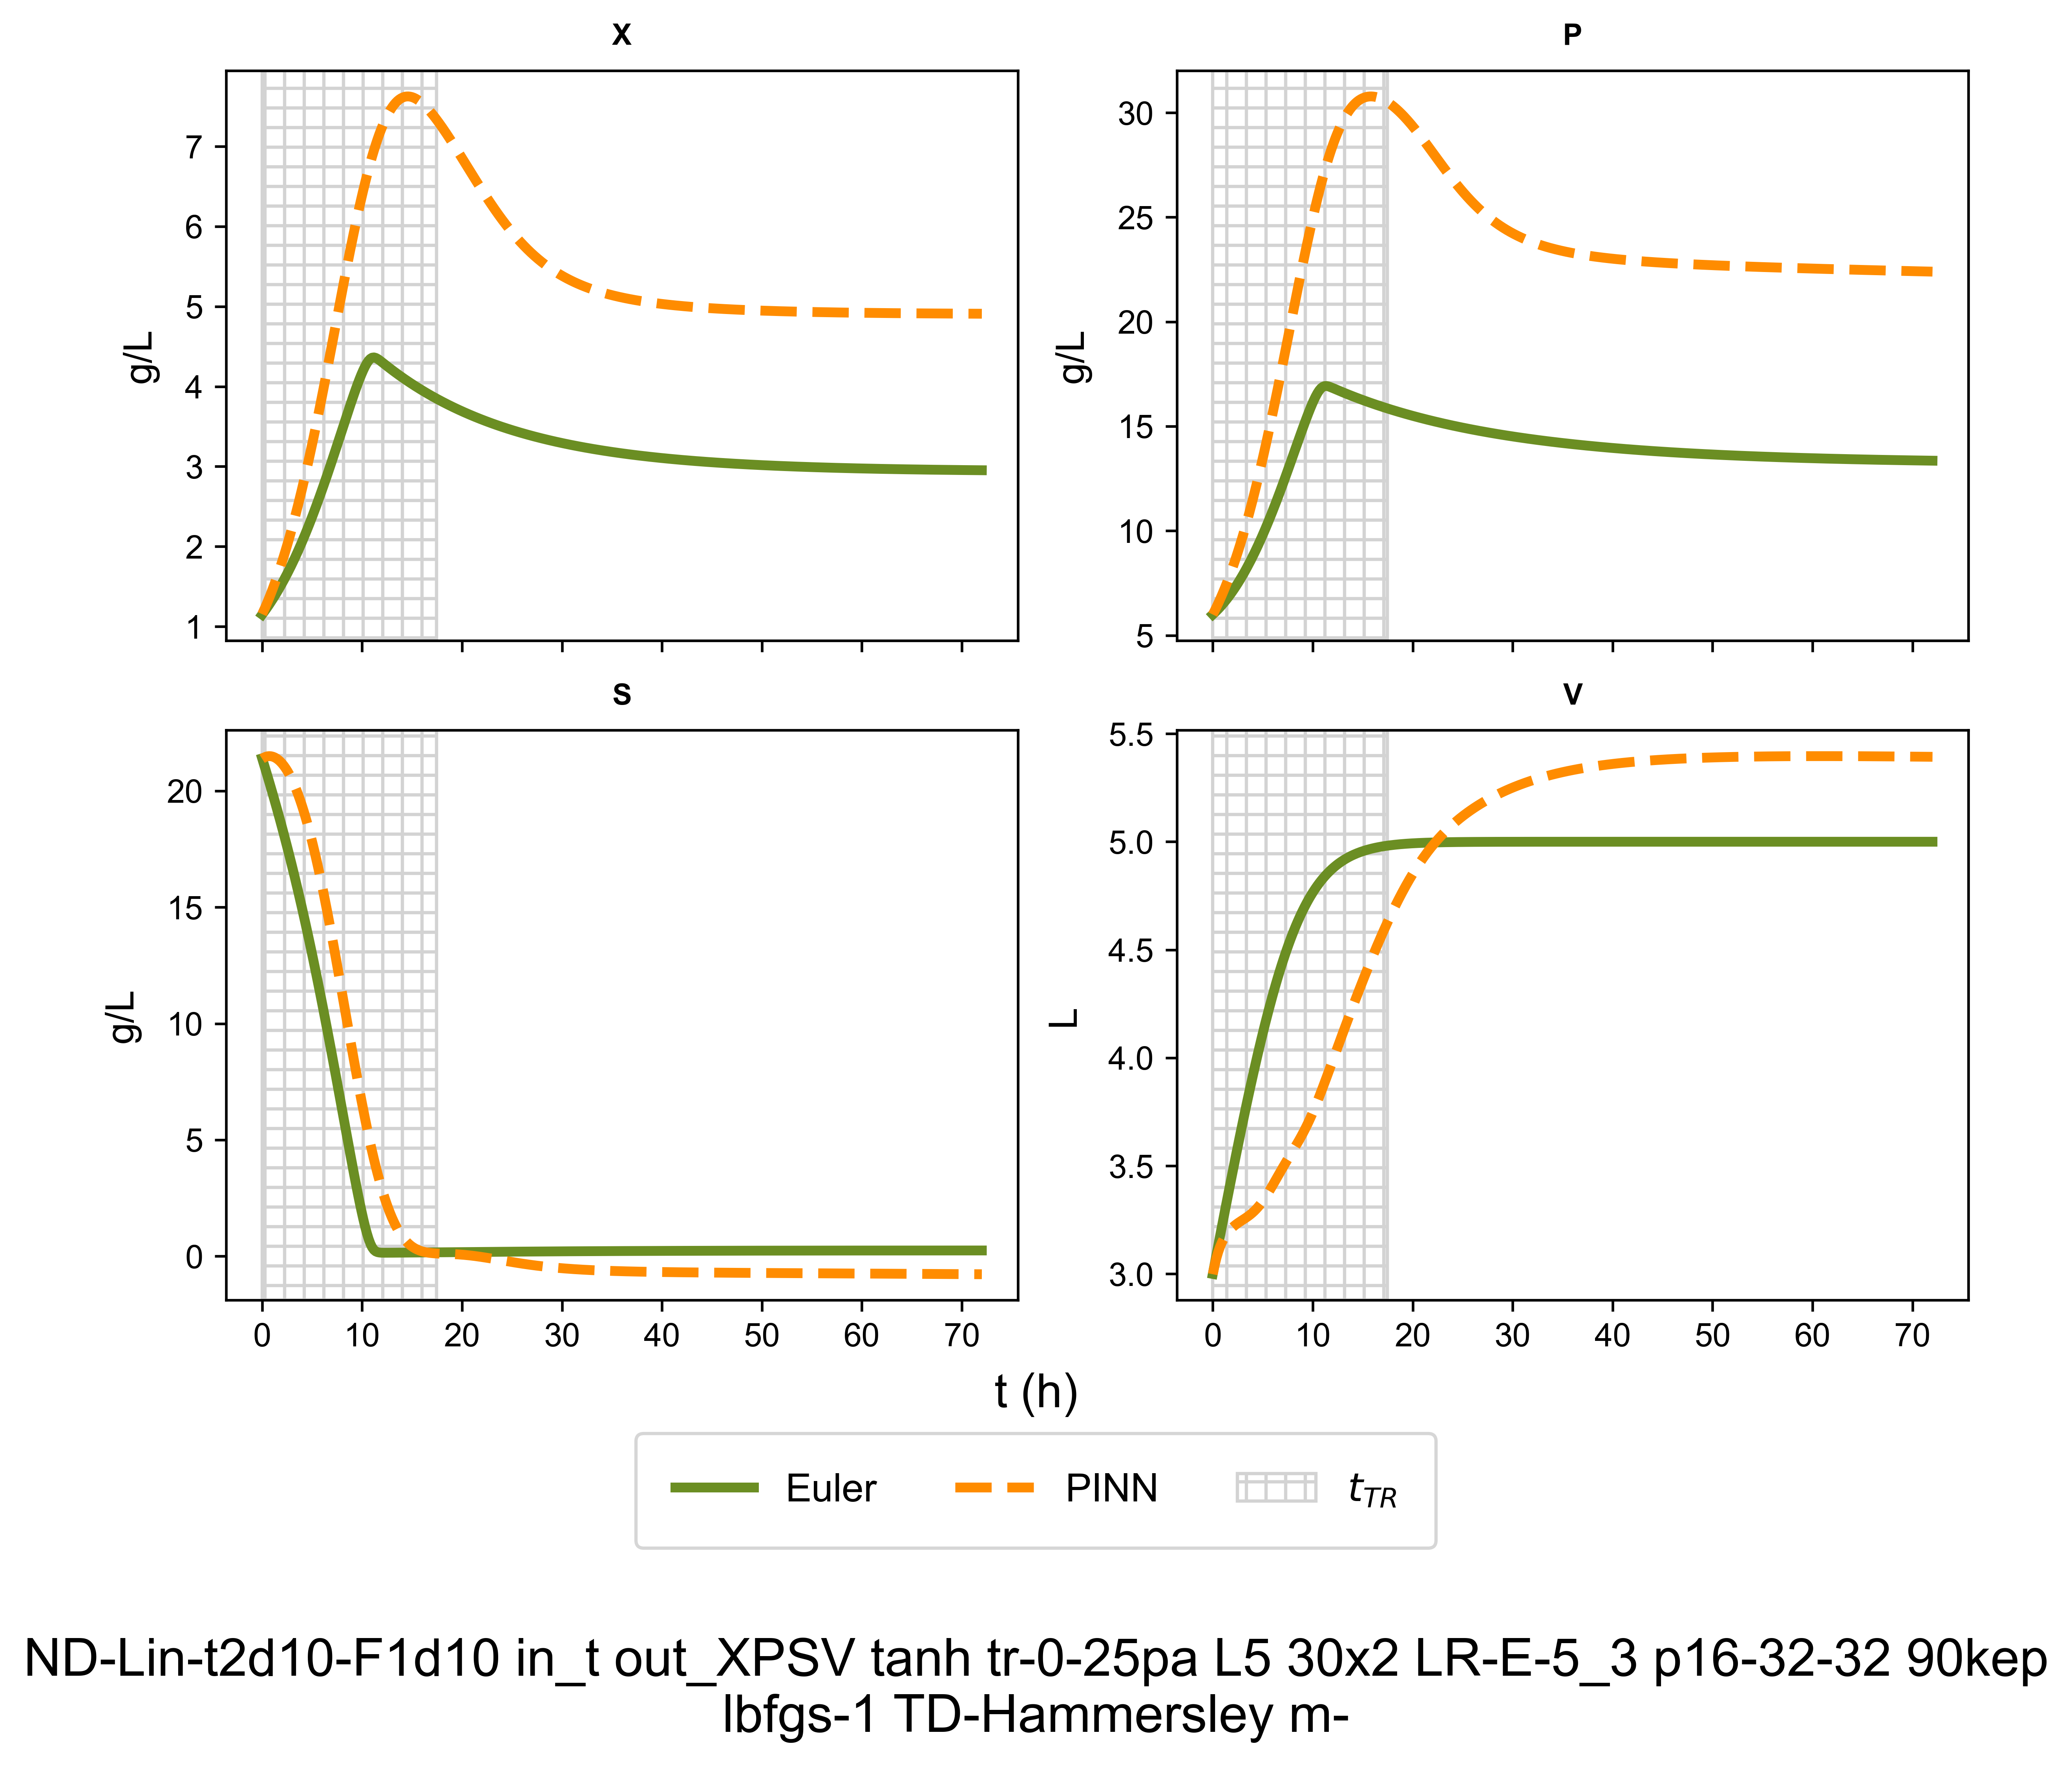 X
P
7
6
5
4
3
2
1
g/L
30
25
20
15
10
5
g/L
S
V
20
15
10
5
0
g/L
5.5
5.0
4.5
4.0
3.5
3.0
L
0 10 20 30 40 50 60 70
0 10 20 30 40 50 60 70
t (h)
Euler PINN tTR
ND-Lin-t2d10-F1d10 in_t out_XPSV tanh tr-0-25pa L5 30x2 LR-E-5_3 p16-32-32 90kep
lbfgs-1 TD-Hammersley m-